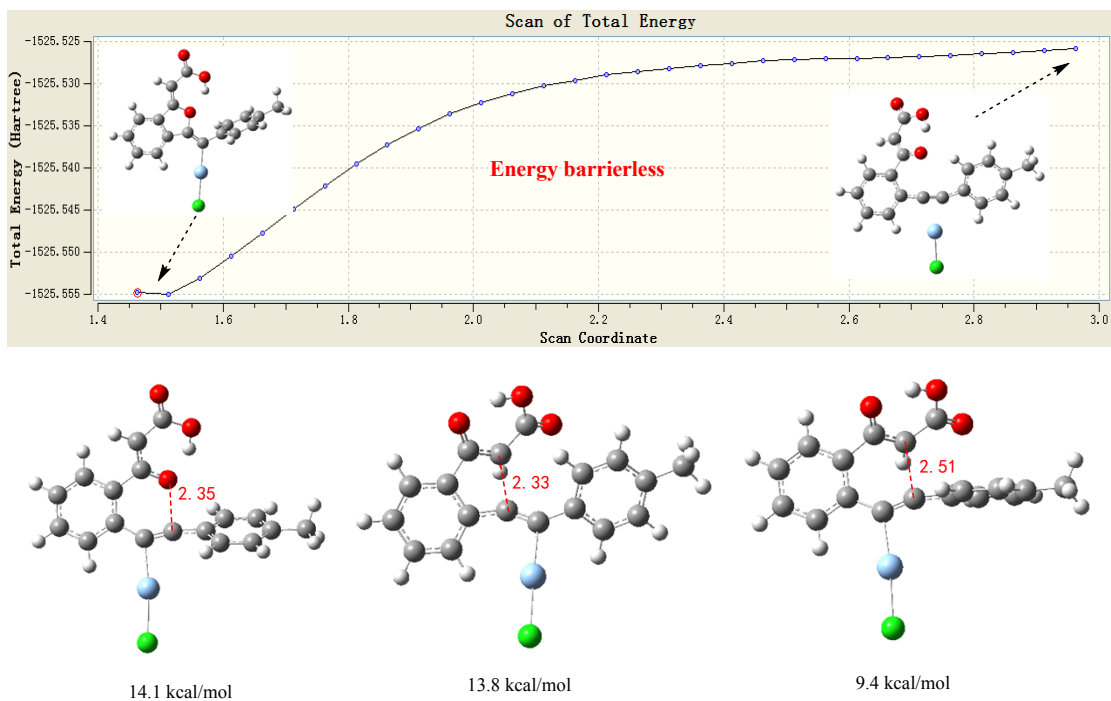 Scan of Total Energy
Total Energy (Hartree)
-1525.525
-1525.530
-1525.535
-1525.540
-1525.545
-1525.550
-1525.555
Energy barrierless
1.4 1.6 1.8 2.0 2.2 2.4 2.6 2.8 3.0
Scan Coordinate
2.35
2.33
2.51
14.1 kcal/mol
13.8 kcal/mol
9.4 kcal/mol